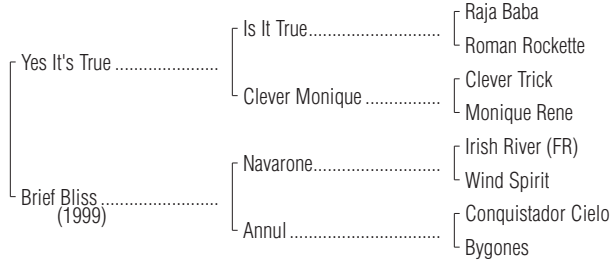 Raja Baba
Is It True
Roman Rockette
Yes It's True
Clever Trick
Clever Monique
Monique Rene
Irish River (FR)
Navarone
Wind Spirit
Brief Bliss
(1999)
Conquistador Cielo
Annul
Bygones